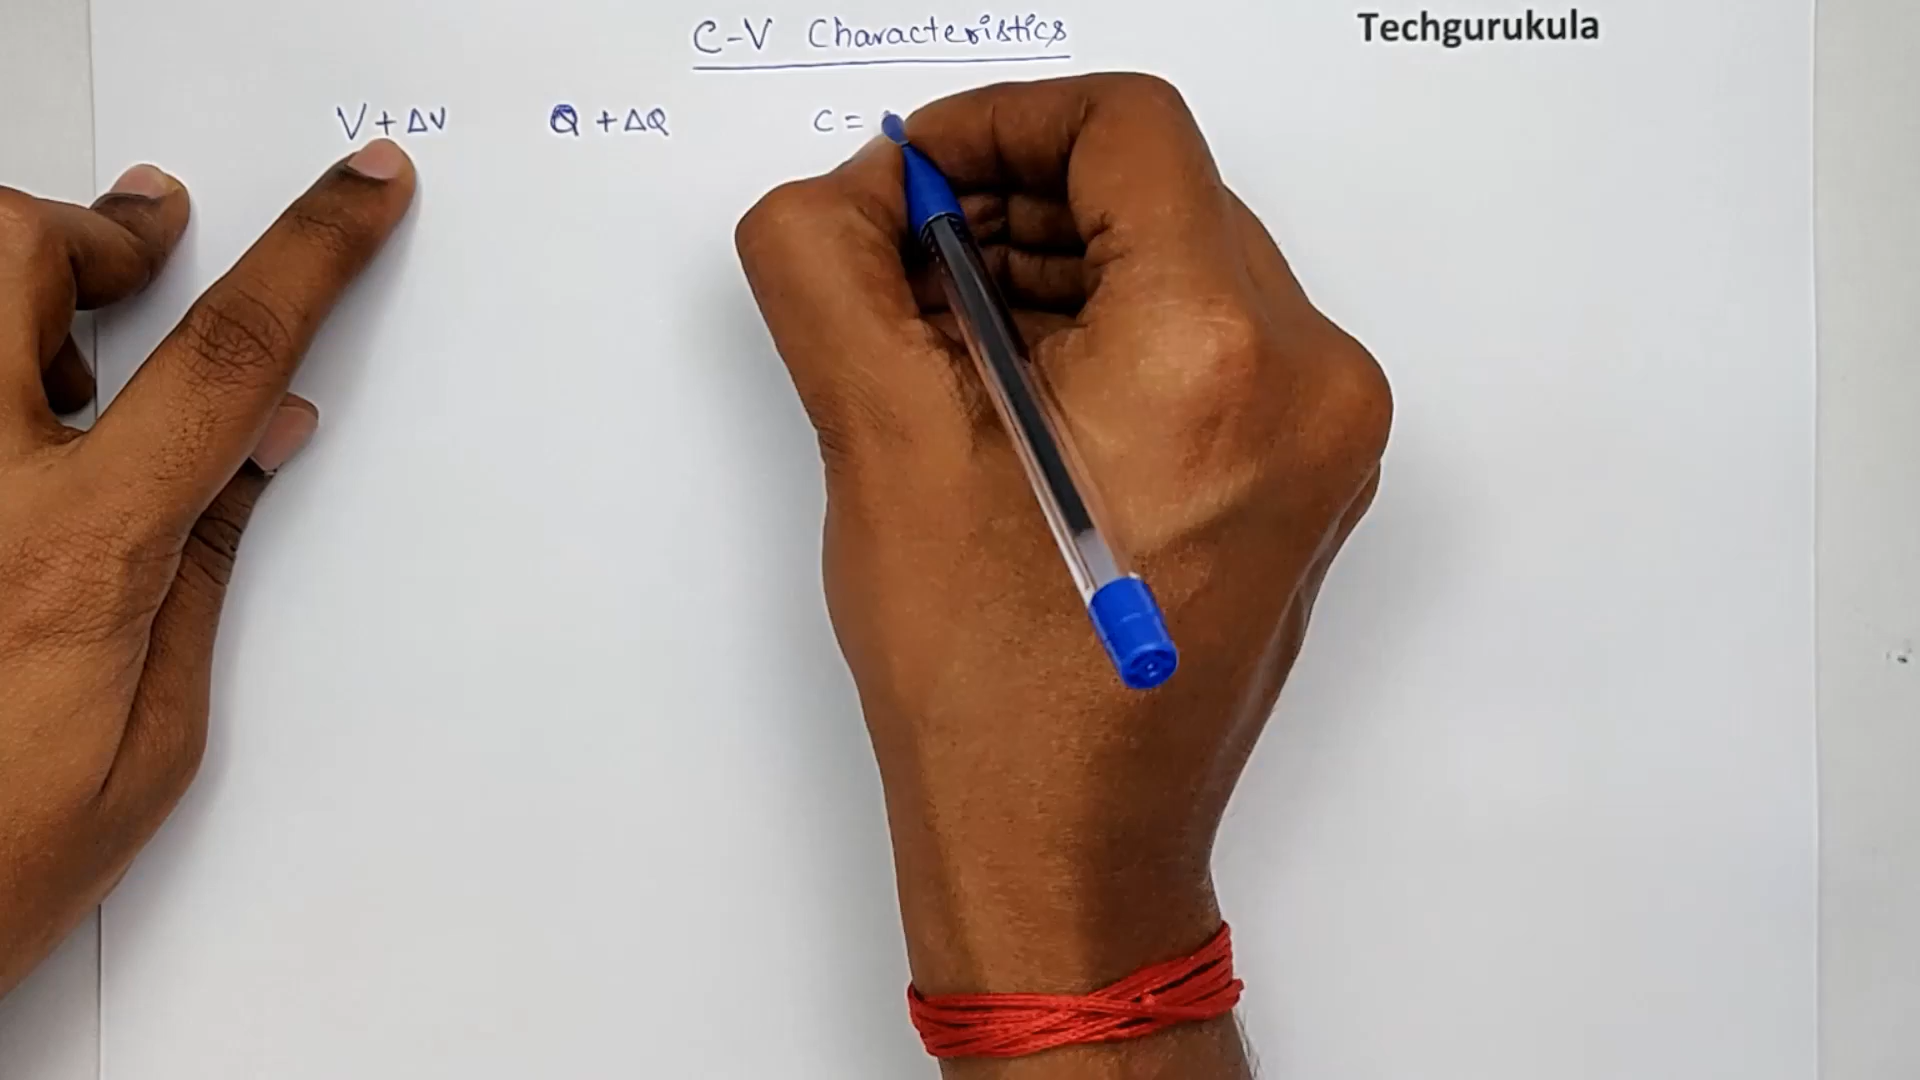 C-V Characteristics
Techgurukula
V+ΔV Q+ΔQ C =